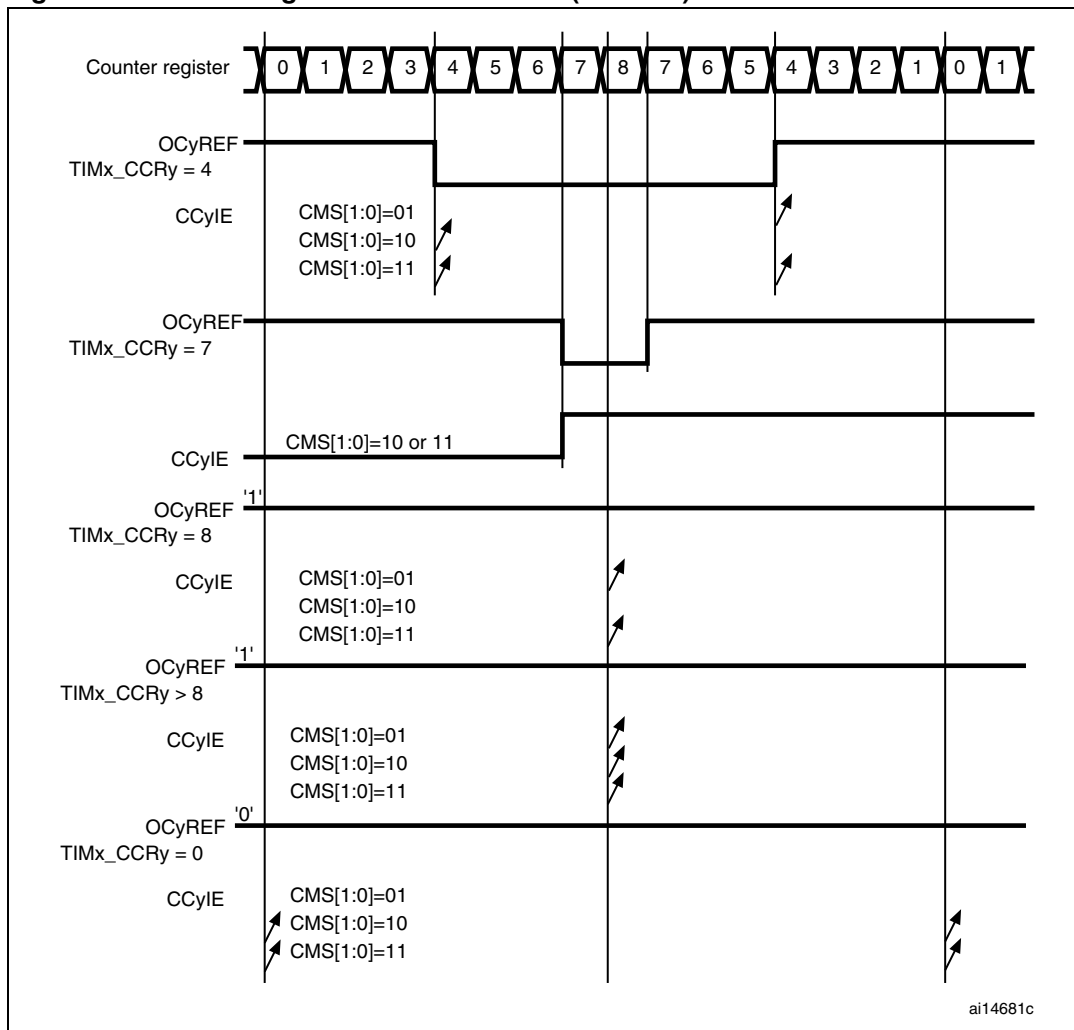 Counter register 0 1 2 3 4 5 6 7 8 7 6 5 4 3 2 1 0 1
OCyREF
TIMx_CCRy = 4
CCyIE
CMS[1:0]=01
CMS[1:0]=10
CMS[1:0]=11
OCyREF
TIMx_CCRy = 7
CMS[1:0]=10 or 11
CCyIE
'1'
OCyREF
TIMx_CCRy = 8
CCyIE
CMS[1:0]=01
CMS[1:0]=10
CMS[1:0]=11
'1'
OCyREF
TIMx_CCRy > 8
CCyIE
CMS[1:0]=01
CMS[1:0]=10
CMS[1:0]=11
'0'
OCyREF
TIMx_CCRy = 0
CCyIE
CMS[1:0]=01
CMS[1:0]=10
CMS[1:0]=11
ai14681c